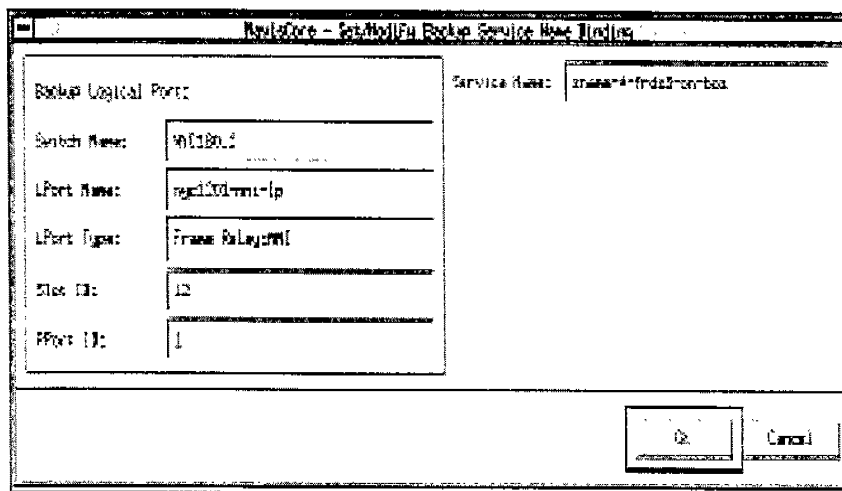 NavisCore - Set/Modify Backup Service Name Binding
Service Name:
Backup Logical Port:
Switch Name:
LPort Name:
LPort Type: Frame Relay:NNI
Slot ID: 12
PPort ID: 1
Ok Cancel